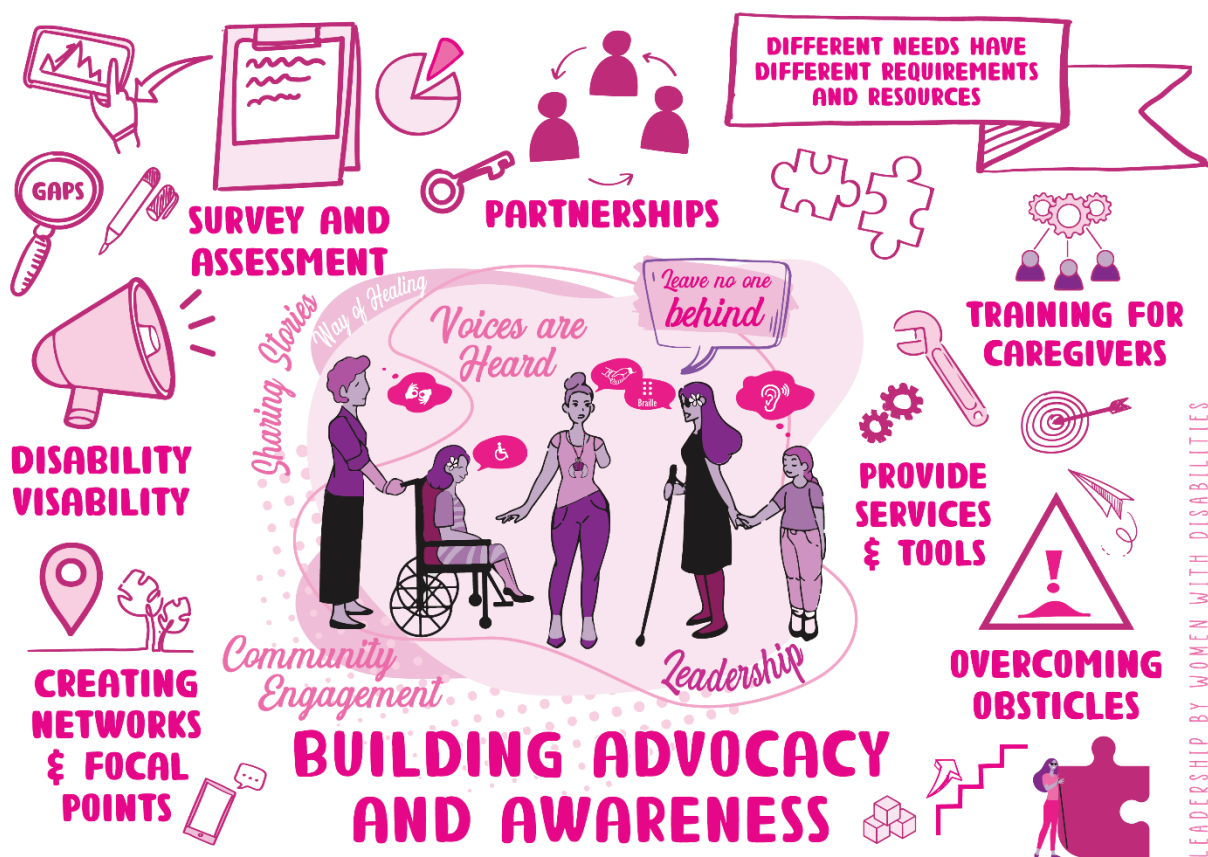 DIFFERENT NEEDS HAVE
DIFFERENT REQUIREMENTS
AND RESOURCES
GAPS
SURVEY AND
ASSESSMENT
PARTNERSHIPS
TRAINING FOR
CAREGIVERS
DISABILITY
VISABILITY
Sharing Stories
Way of Healing
Voices are
Heard
Leave no one
behind
Braille
PROVIDE
SERVICES
& TOOLS
CREATING
NETWORKS
& FOCAL
POINTS
Community
Engagement
Leadership
OVERCOMING
OBSTICLES
BUILDING ADVOCACY
AND AWARENESS
LEADERSHIP BY WOMEN WITH DISABILITIES